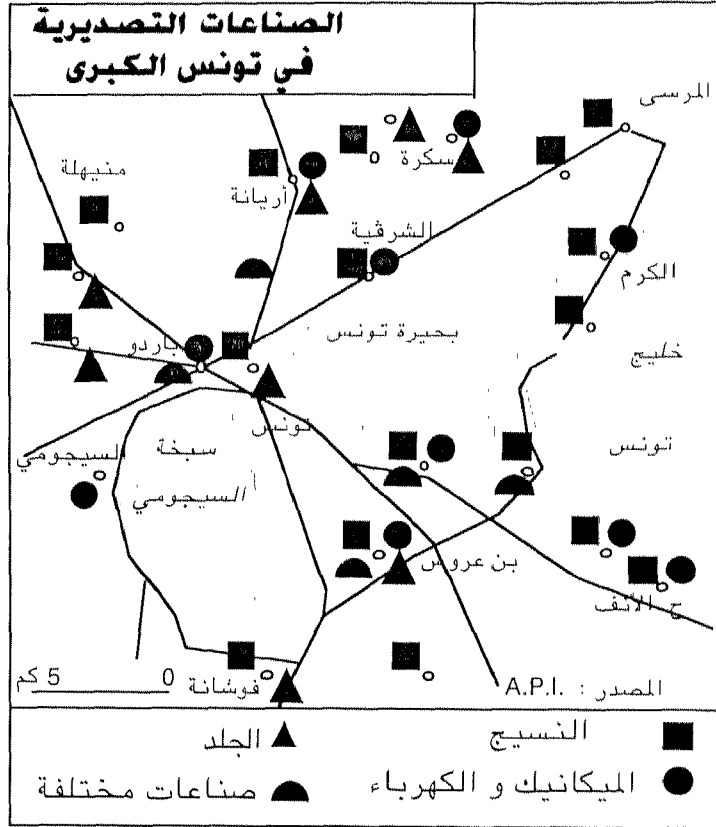 الصناعات التصديرية
في تونس الكبرى
المرسى
سكرة
منيهلة
أريانة
الشرقية
الكرم
بحيرة تونس
باردو
خليج
تونس
تونس
سبخة
السيجومي
السيجومي
بن عروس
ح. الأنف
فوشانة
0 5 كم
المصدر : A.P.I.
النسيج
الجلد
الميكانيك و الكهرباء
صناعات مختلفة